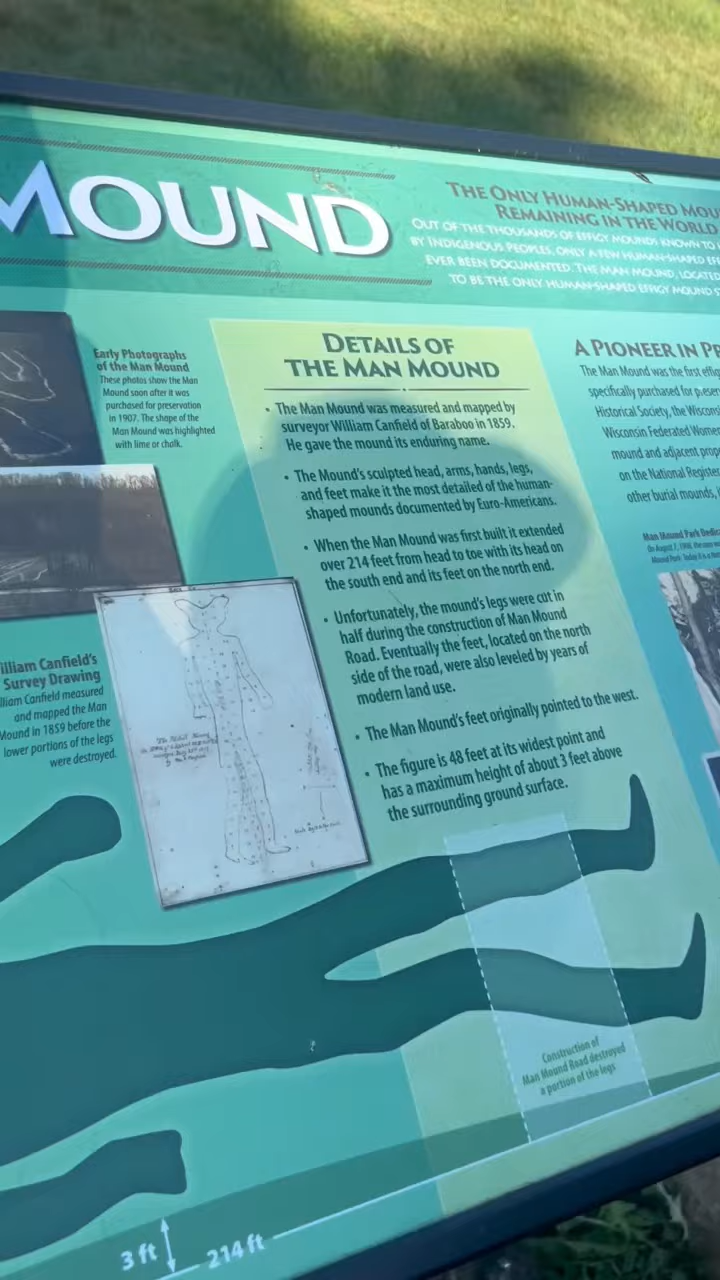 MOUND
THE ONLY HUMAN-SHAPED
REMAINING IN THE WORLD
OUT OF THE THOUSANDS OF EFFIGY MOUNDS KNOWN TO
BY INDIGENOUS PEOPLES, ONLY A FEW HUMAN-SHAPED
EVER BEEN DOCUMENTED. THE MAN MOUND, LOCATED
TO BE THE ONLY HUMAN-SHAPED EFFIGY MOUND
Early Photographs
of the Man Mound
These photos show the Man
Mound soon after it was
purchased for preservation
in 1907. The shape of the
Man Mound was highlighted
with lime or chalk.
DETAILS OF
THE MAN MOUND
• The Man Mound was measured and mapped by
surveyor William Canfield of Baraboo in 1859.
He gave the mound its enduring name.
• The Mound's sculpted head, arms, hands, legs,
and feet make it the most detailed of the human-
shaped mounds documented by Euro-Americans.
• When the Man Mound was first built it extended
over 214 feet from head to toe with its head on
the south end and its feet on the north end.
• Unfortunately, the mound's legs were cut in
half during the construction of Man Mound
Road. Eventually the feet, located on the north
side of the road, were also leveled by years of
modern land use.
• The Man Mound's feet originally pointed to the west.
• The figure is 48 feet at its widest point and
has a maximum height of about 3 feet above
the surrounding ground surface.
A PIONEER IN
The Man Mound was the first
specifically purchased for
Historical Society, the
Wisconsin Federated
mound and adjacent
on the National
other burial mounds,
Man Mound Park
Mound Park. Today
illiam Canfield's
Survey Drawing
lliam Canfield measured
and mapped the Man
Mound in 1859 before the
lower portions of the legs
were destroyed.
Construction of
Man Mound Road destroyed
a portion of the legs
3 ft
214 ft